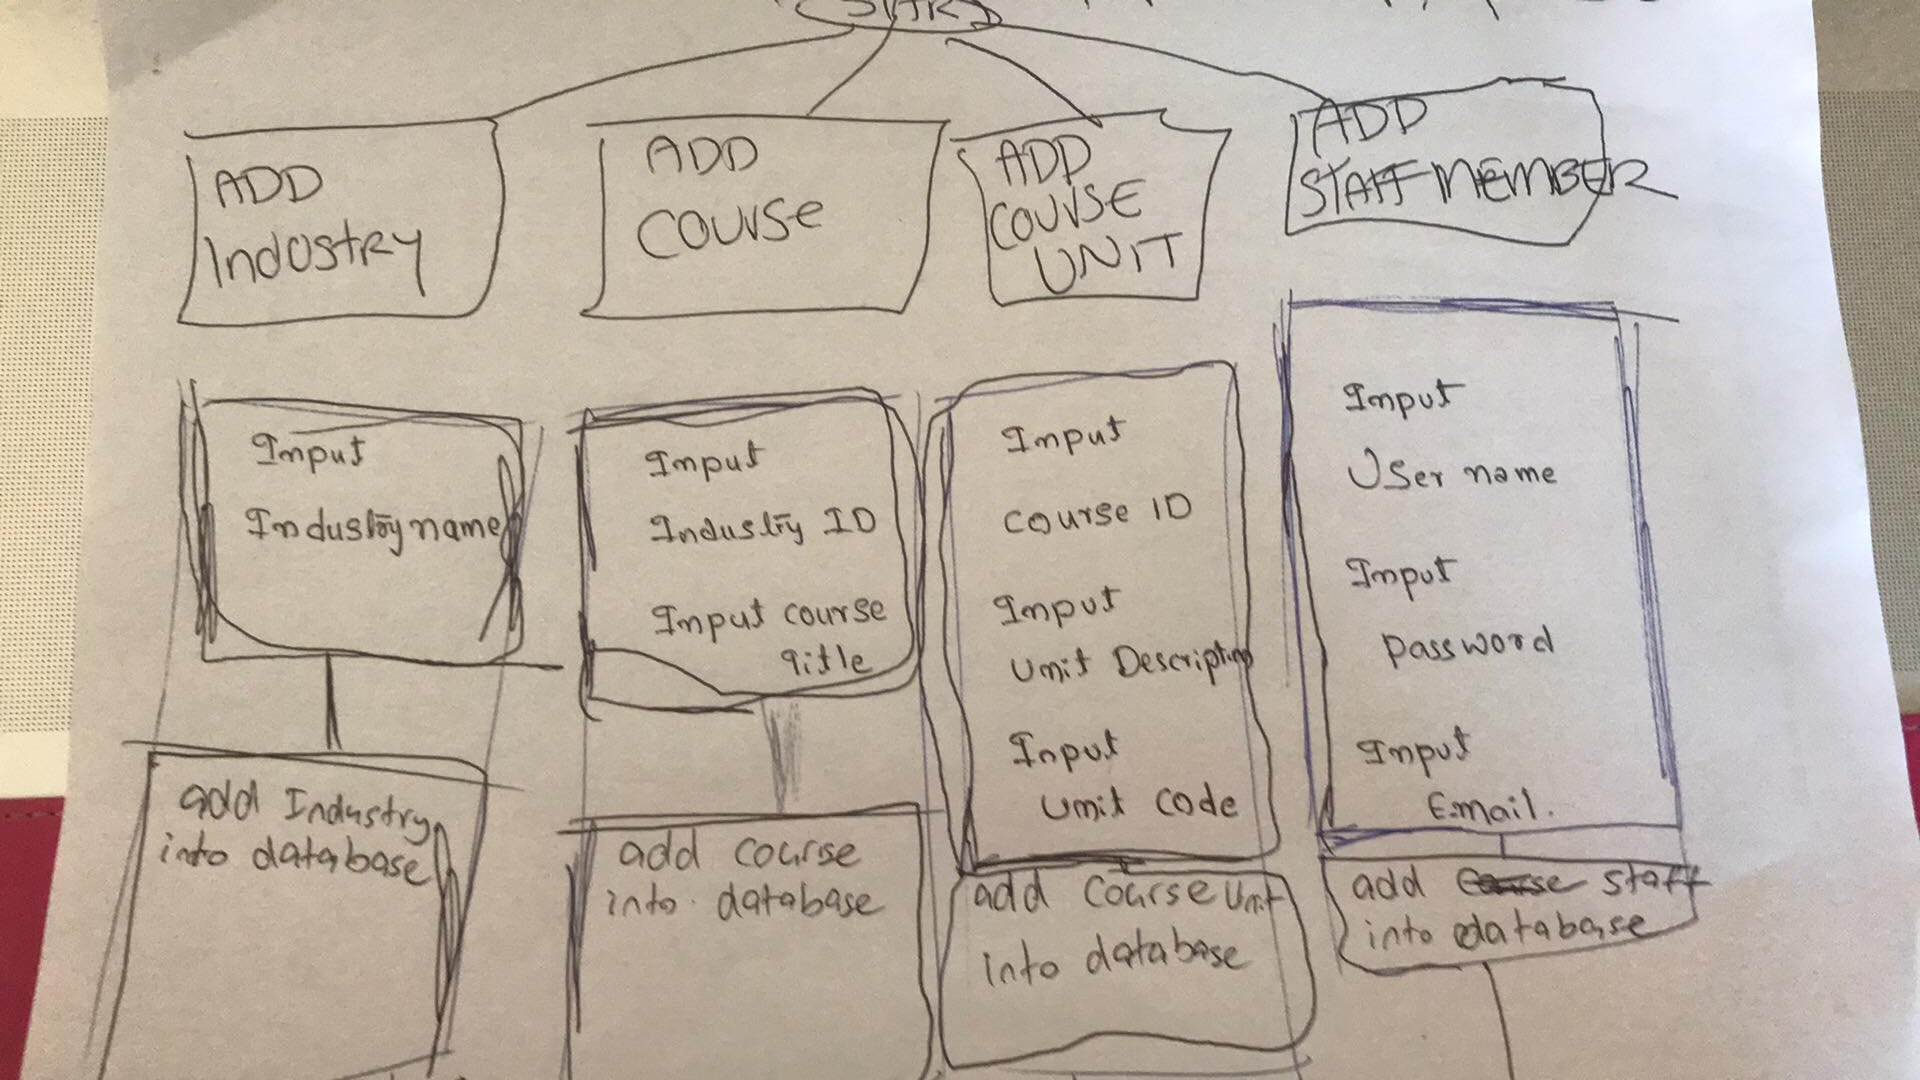 START
ADD
Industry
ADD
COURSE
ADD
COURSE
UNIT
ADD
STAFF MEMBER
Input
Industry name
Input
Industry ID
Input course
Title
Input
course ID
Input
Unit Description
Input
Unit code
Input
User name
Input
Password
Input
Email.
add Industry
into database
add course
into database
add course Unit
into database
add course staff
into database